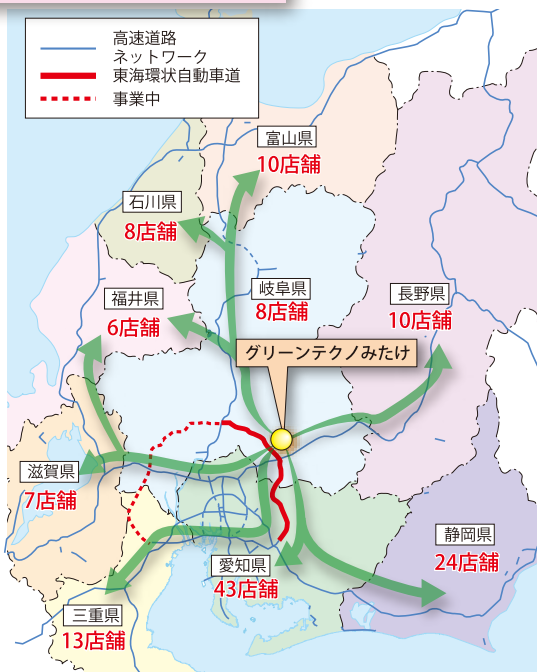 高速道路
ネットワーク
東海環状自動車道
事業中
富山県
10店舗
石川県
8店舗
福井県
6店舗
岐阜県
8店舗
長野県
10店舗
グリーンテクノみたけ
滋賀県
7店舗
愛知県
43店舗
静岡県
24店舗
三重県
13店舗